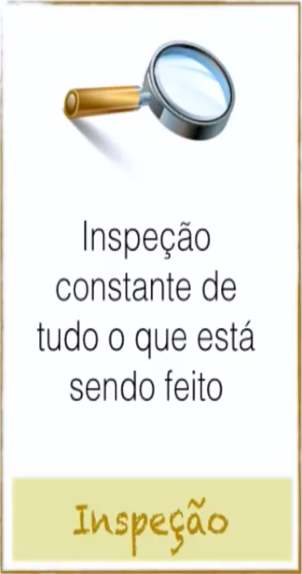 Inspeção
constante de
tudo o que está
sendo feito
Inspeção